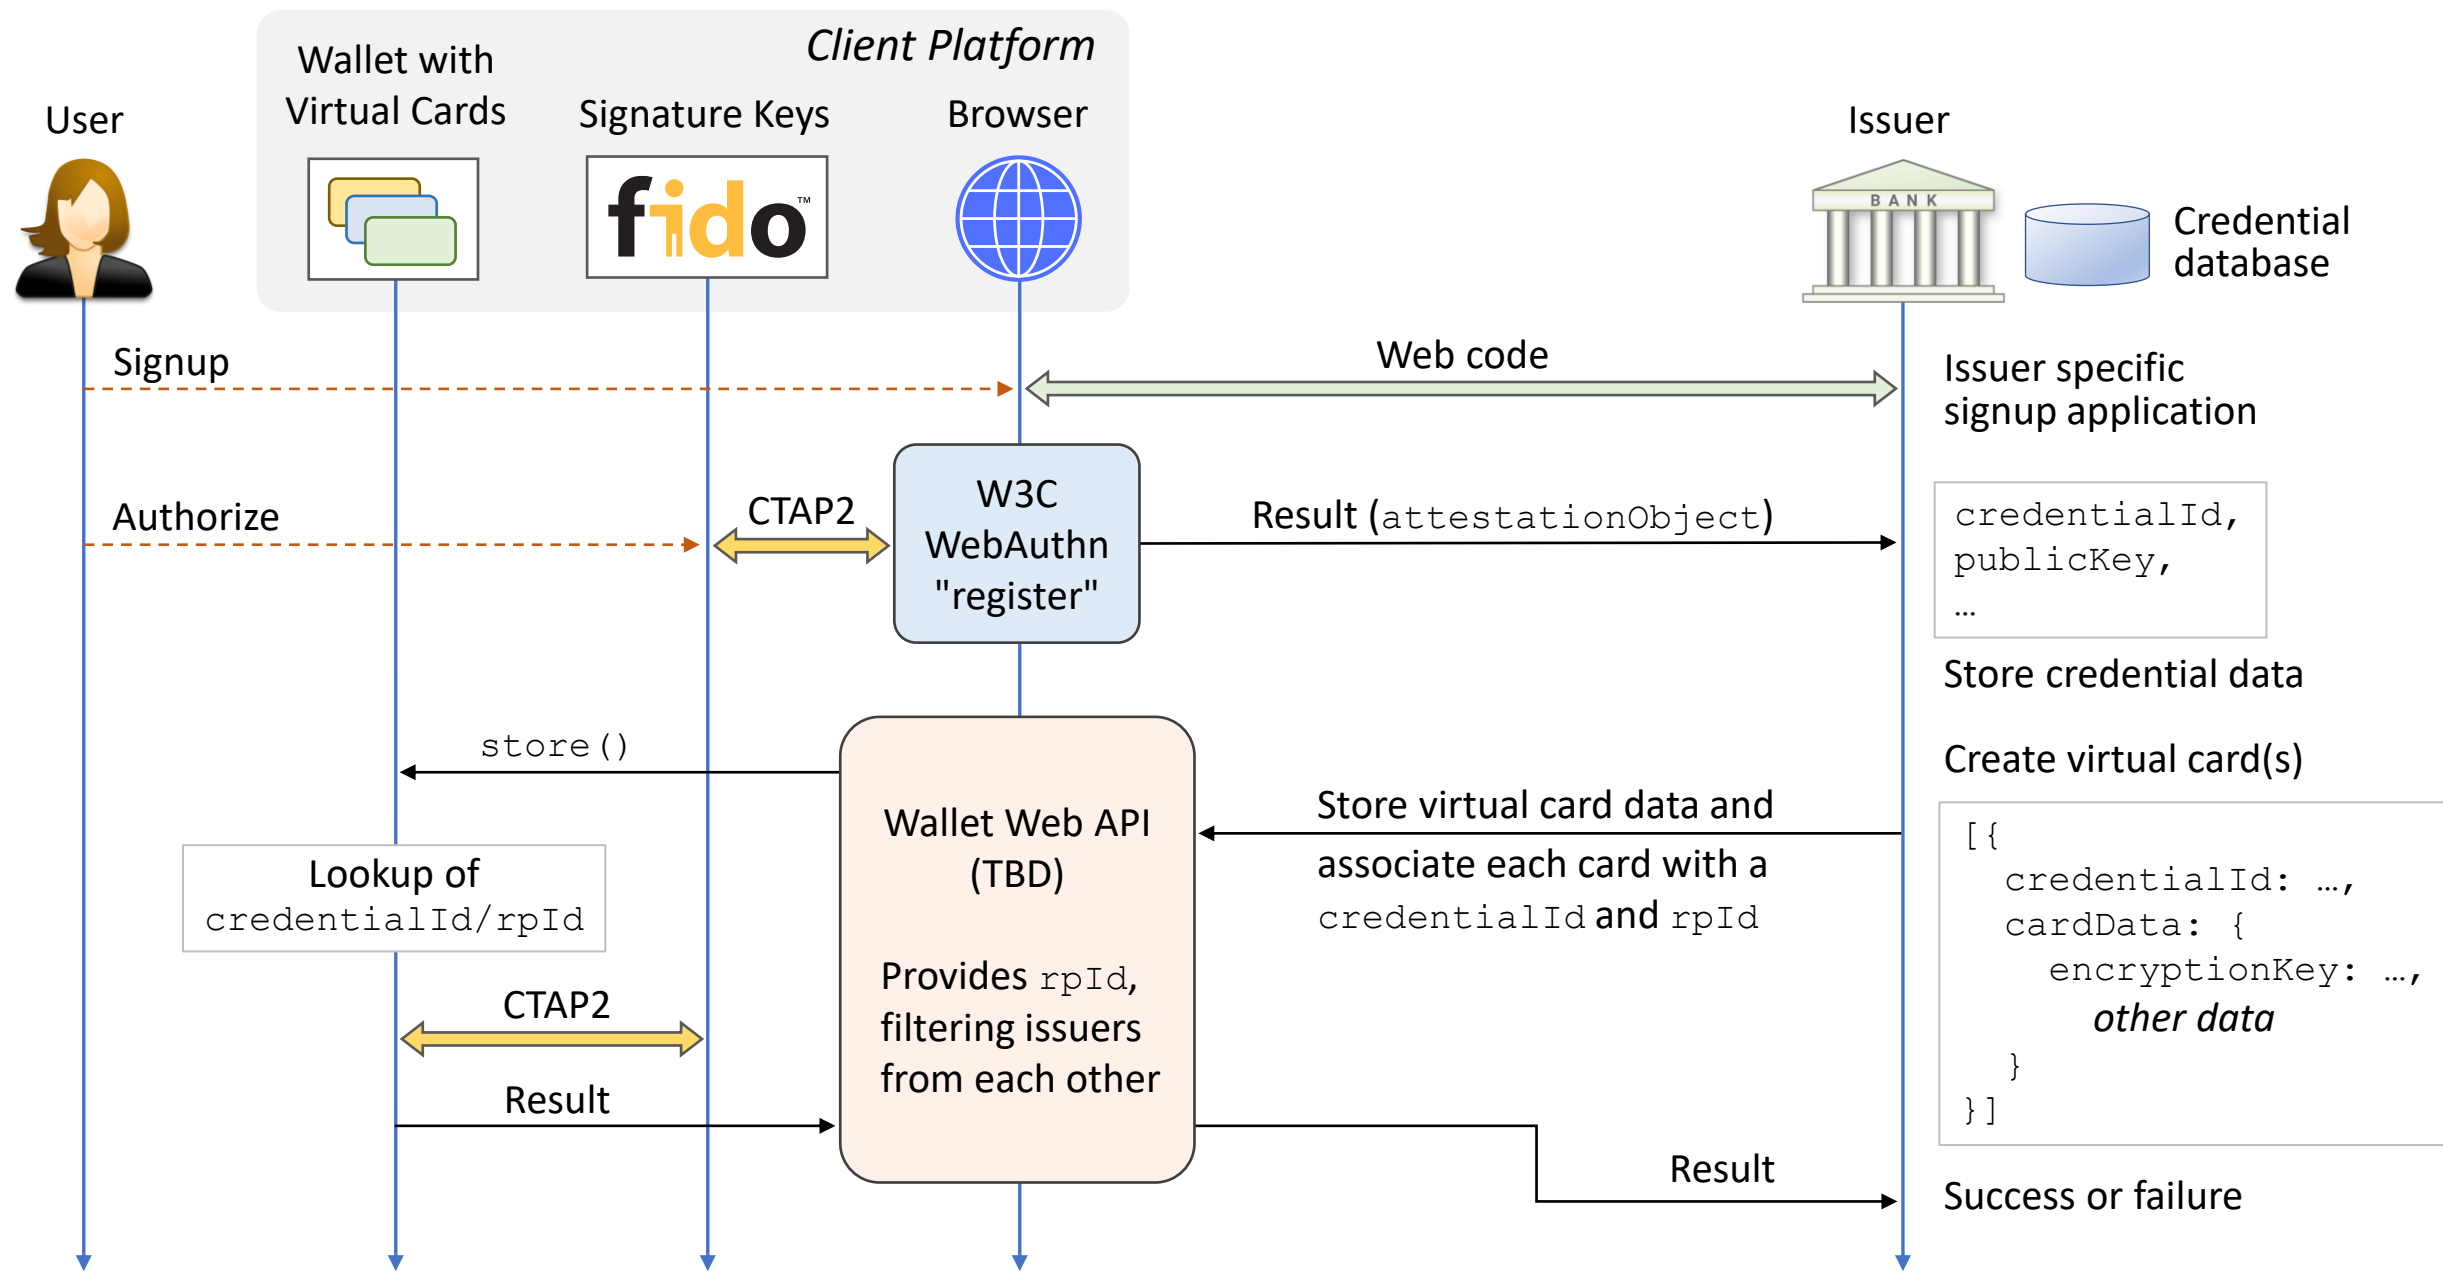 Client Platform
Wallet with
Virtual Cards
User
Signature Keys
Browser
Issuer
fido™
BANK
Credential
database
Signup
Web code
Issuer specific
signup application
Authorize
CTAP2
W3C
WebAuthn
"register"
Result (attestationObject)
credentialId,
publicKey,
…
Store credential data
store()
Create virtual card(s)
Wallet Web API
(TBD)
Provides rpId,
filtering issuers
from each other
Store virtual card data and
associate each card with a
credentialId and rpId
[{
credentialId: …,
cardData: {
encryptionKey: …,
other data
}
}]
Lookup of
credentialId/rpId
CTAP2
Result
Result
Success or failure